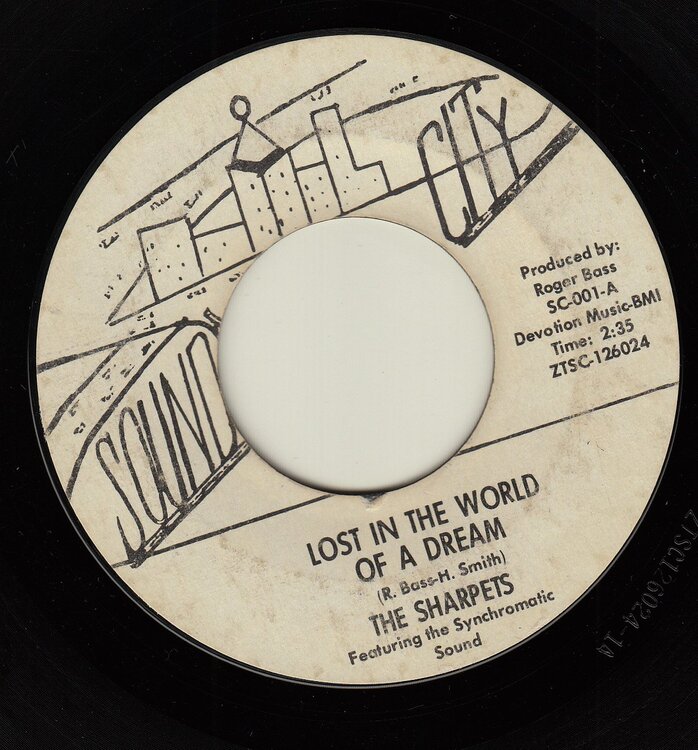 SOUND
CITY
Produced by:
Roger Bass
SC-001-A
Devotion Music-BMI
Time: 2:35
ZTSC-126024
LOST IN THE WORLD
OF A DREAM
(R. Bass-H. Smith)
THE SHARPETS
Featuring the Synchromatic
Sound
ZTSC126024-1A